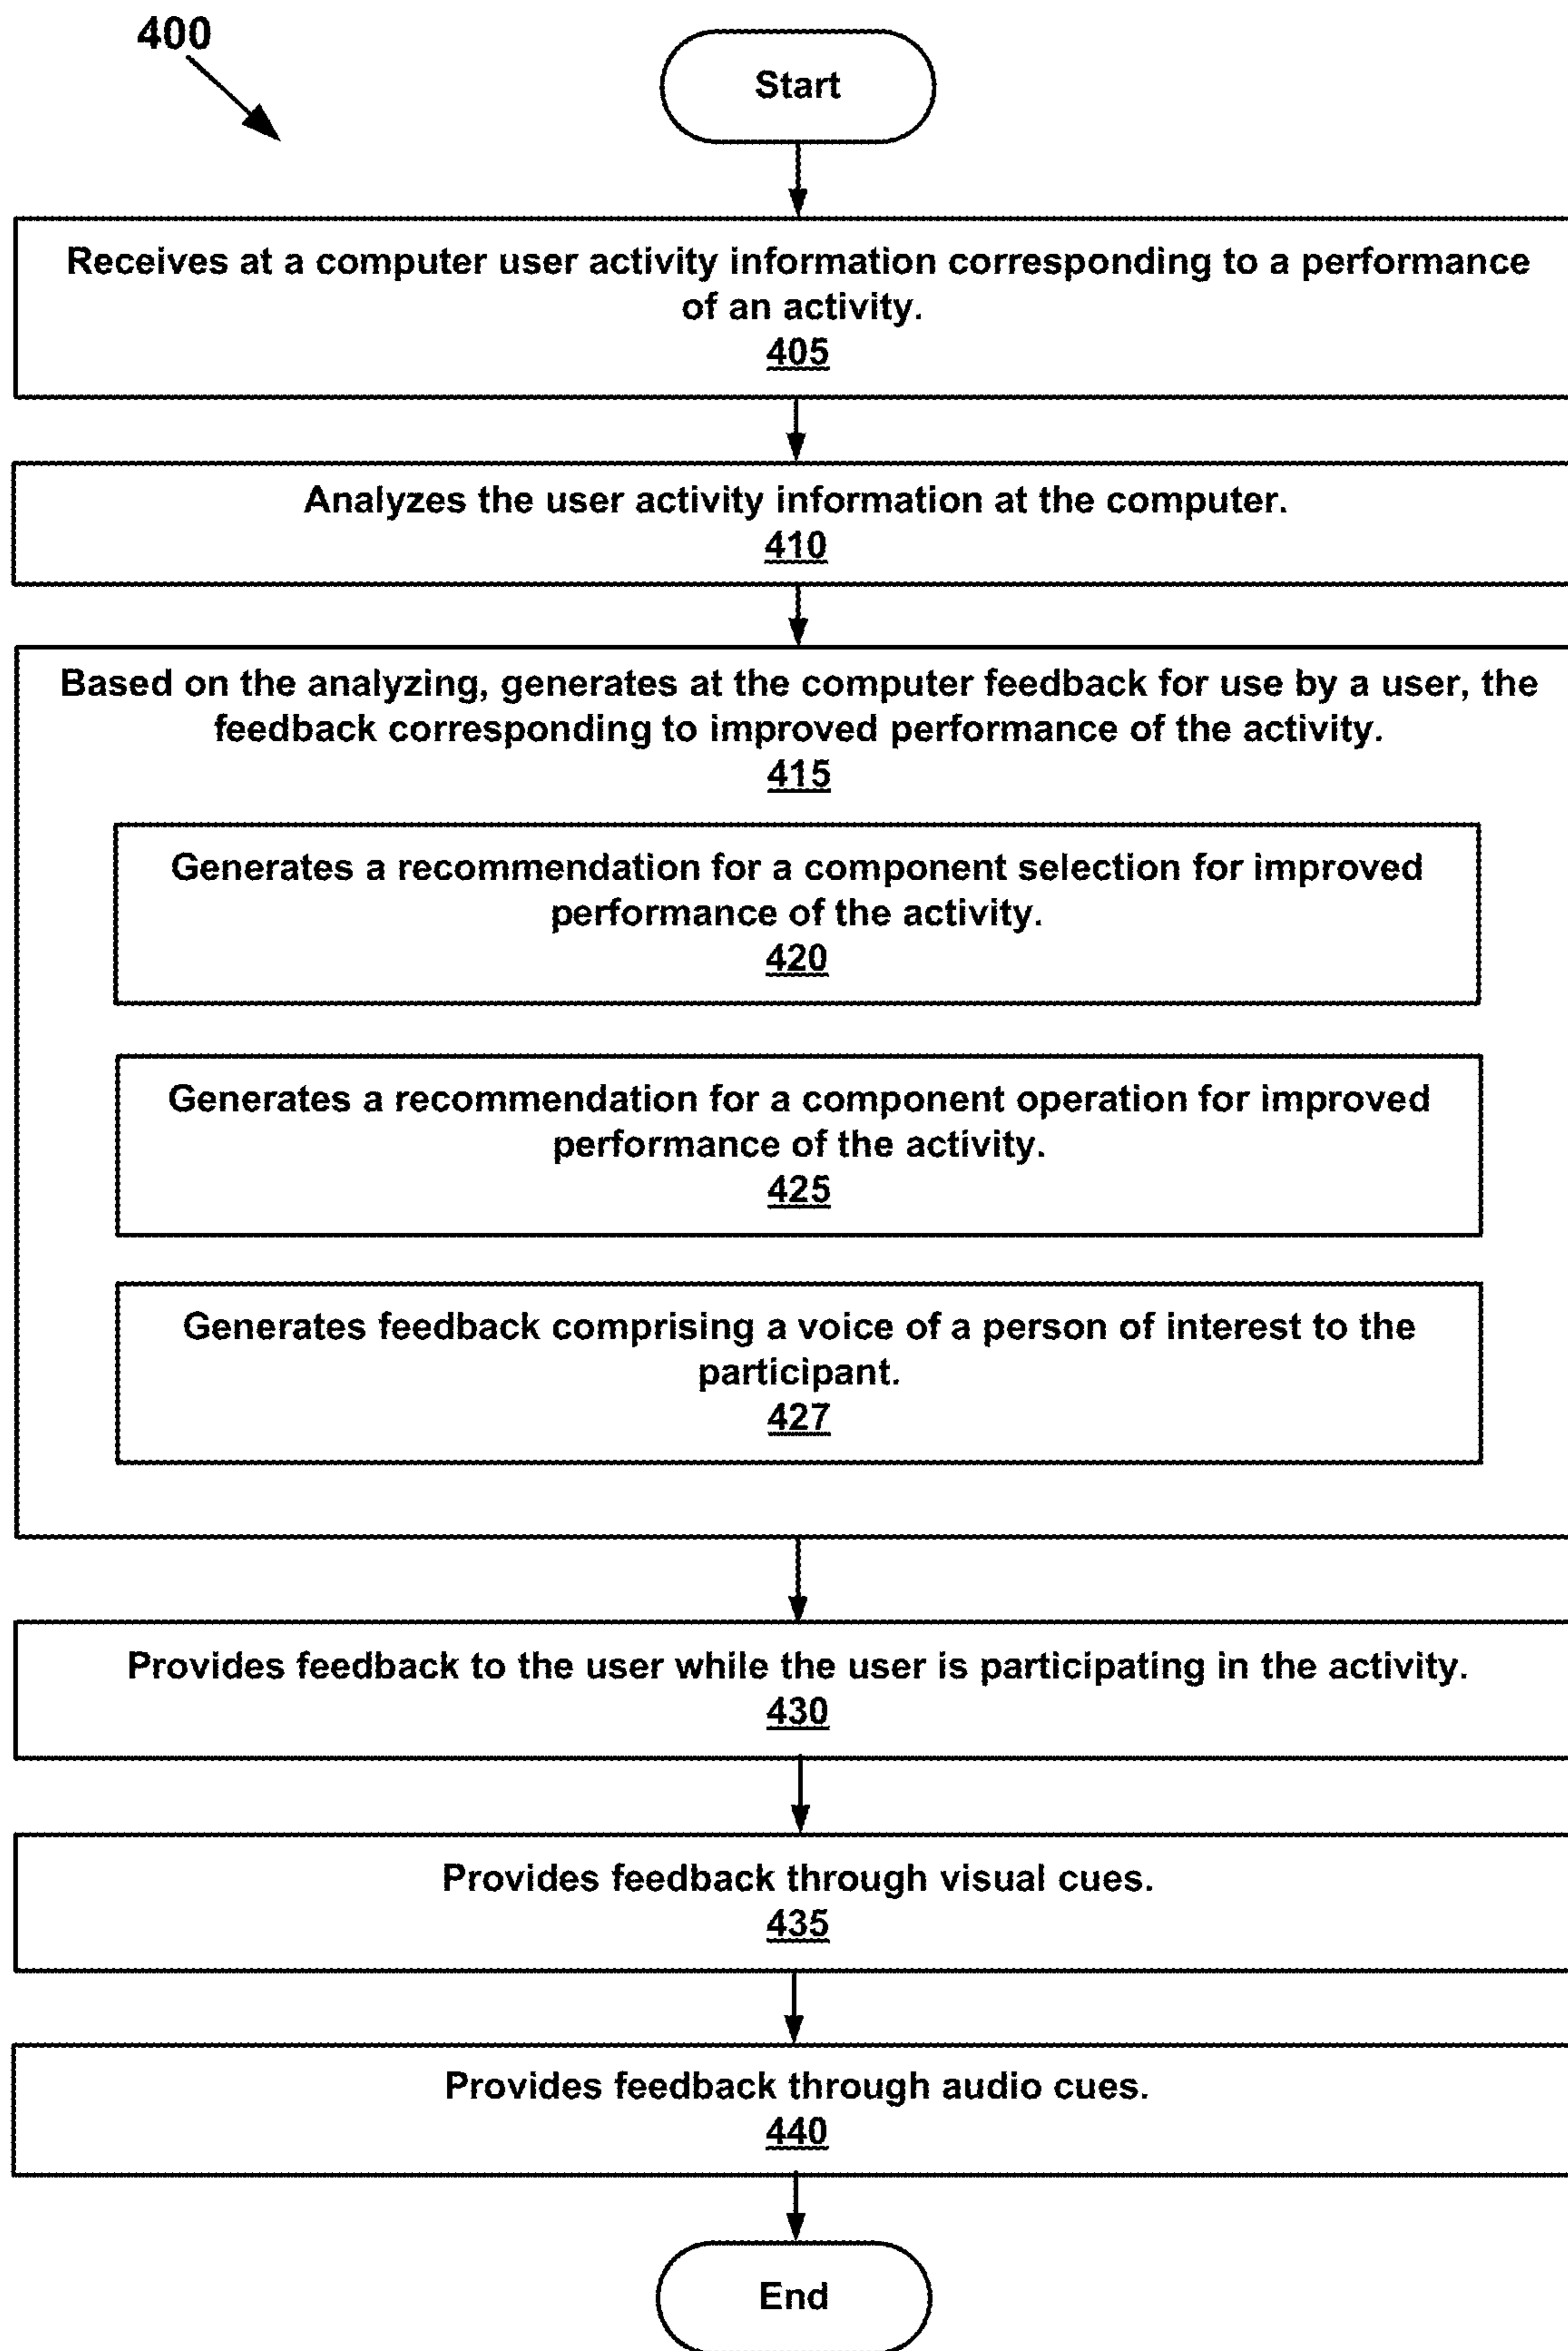 400
Start
Receives at a computer user activity information corresponding to a performance
of an activity.
405
Analyzes the user activity information at the computer.
410
Based on the analyzing, generates at the computer feedback for use by a user, the
feedback corresponding to improved performance of the activity.
415
Generates a recommendation for a component selection for improved
performance of the activity.
420
Generates a recommendation for a component operation for improved
performance of the activity.
425
Generates feedback comprising a voice of a person of interest to the
participant.
427
Provides feedback to the user while the user is participating in the activity.
430
Provides feedback through visual cues.
435
Provides feedback through audio cues.
440
End